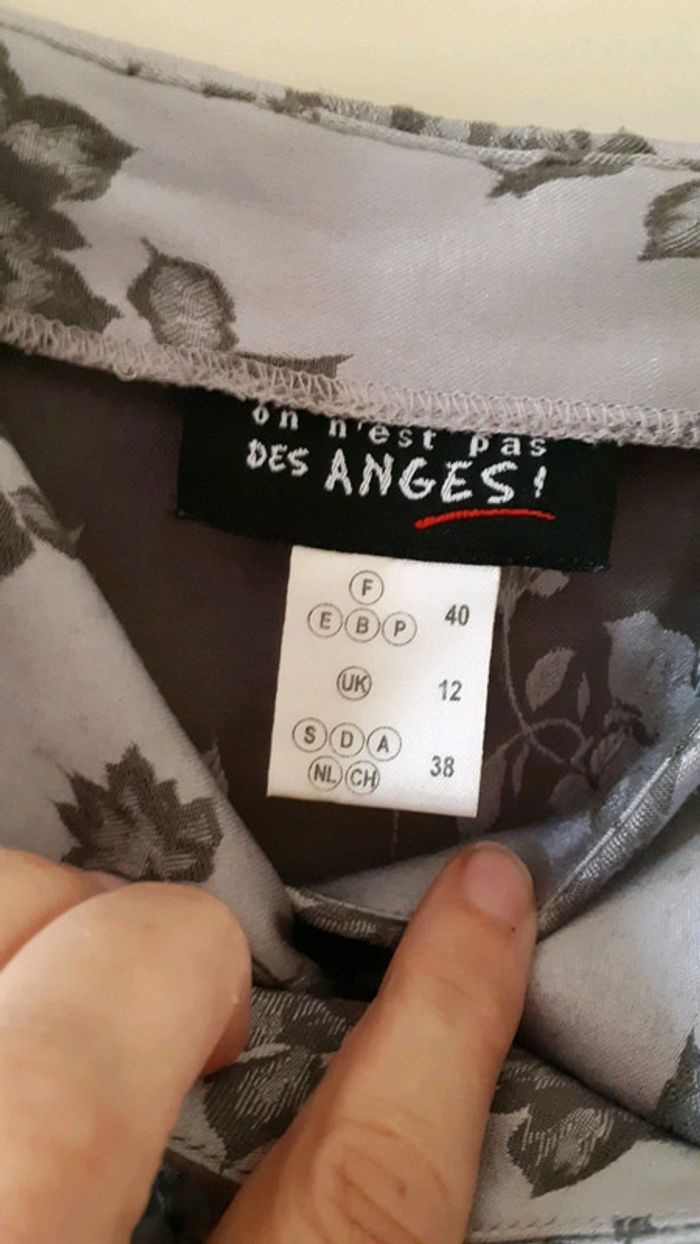 on n'est pas
DES ANGES!
F
E B P 40
UK 12
S D A
NL CH 38